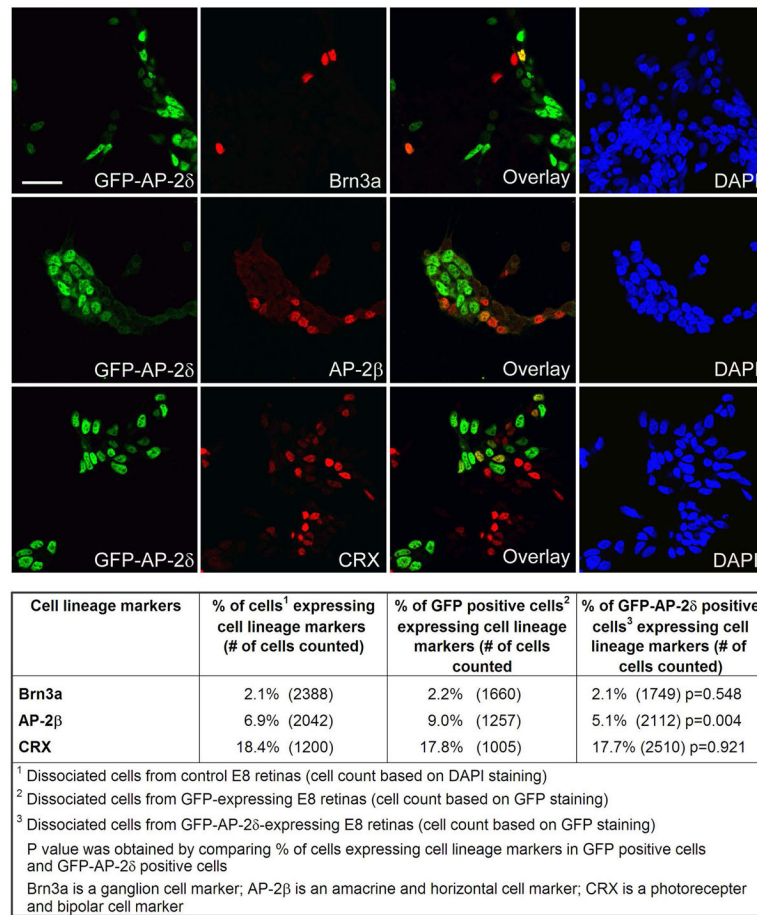 GFP-AP-2δ Brn3a Overlay DAPI
GFP-AP-2δ AP-2β Overlay DAPI
GFP-AP-2δ CRX Overlay DAPI
Cell lineage markers
% of cells¹ expressing
cell lineage markers
(# of cells counted)
% of GFP positive cells²
expressing cell lineage
markers (# of cells
counted
% of GFP-AP-2δ positive
cells³ expressing cell
lineage markers (# of
cells counted)
Brn3a 2.1% (2388) 2.2% (1660) 2.1% (1749) p=0.548
AP-2β 6.9% (2042) 9.0% (1257) 5.1% (2112) p=0.004
CRX 18.4% (1200) 17.8% (1005) 17.7% (2510) p=0.921
¹ Dissociated cells from control E8 retinas (cell count based on DAPI staining)
² Dissociated cells from GFP-expressing E8 retinas (cell count based on GFP staining)
³ Dissociated cells from GFP-AP-2δ-expressing E8 retinas (cell count based on GFP staining)
P value was obtained by comparing % of cells expressing cell lineage markers in GFP positive cells
and GFP-AP-2δ positive cells
Brn3a is a ganglion cell marker; AP-2β is an amacrine and horizontal cell marker; CRX is a photorecepter
and bipolar cell marker